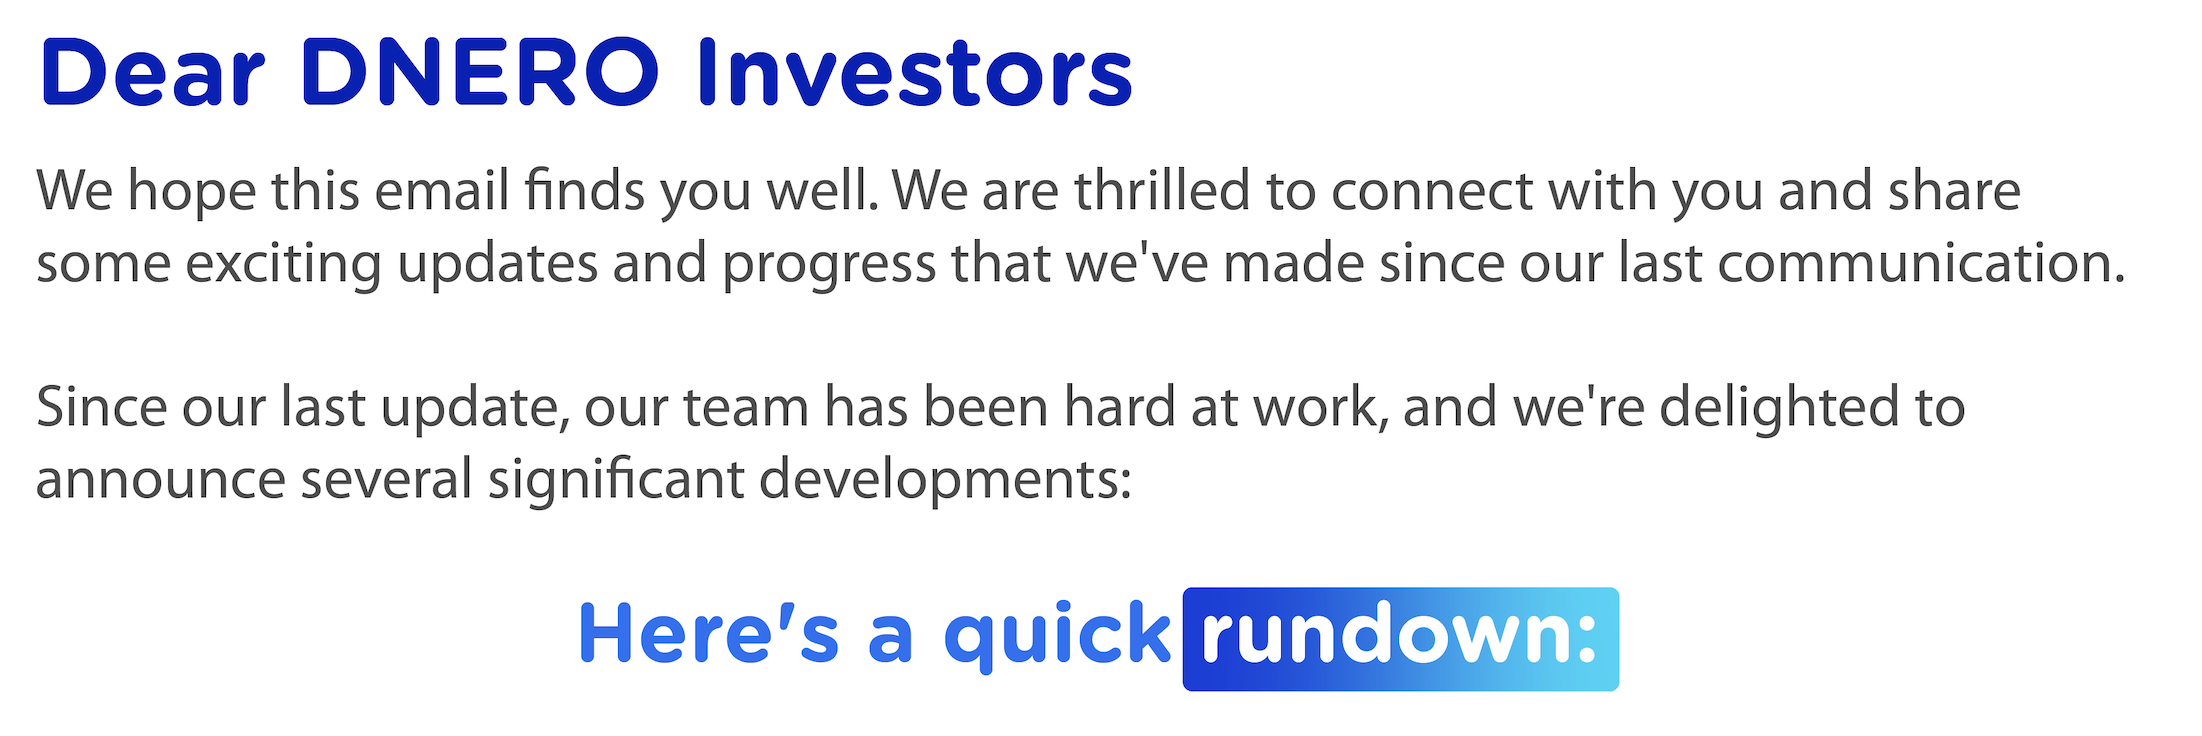 Dear DNERO Investors
We hope this email finds you well. We are thrilled to connect with you and share
some exciting updates and progress that we've made since our last communication.
Since our last update, our team has been hard at work, and we're delighted to
announce several significant developments:
Here's a quick rundown: